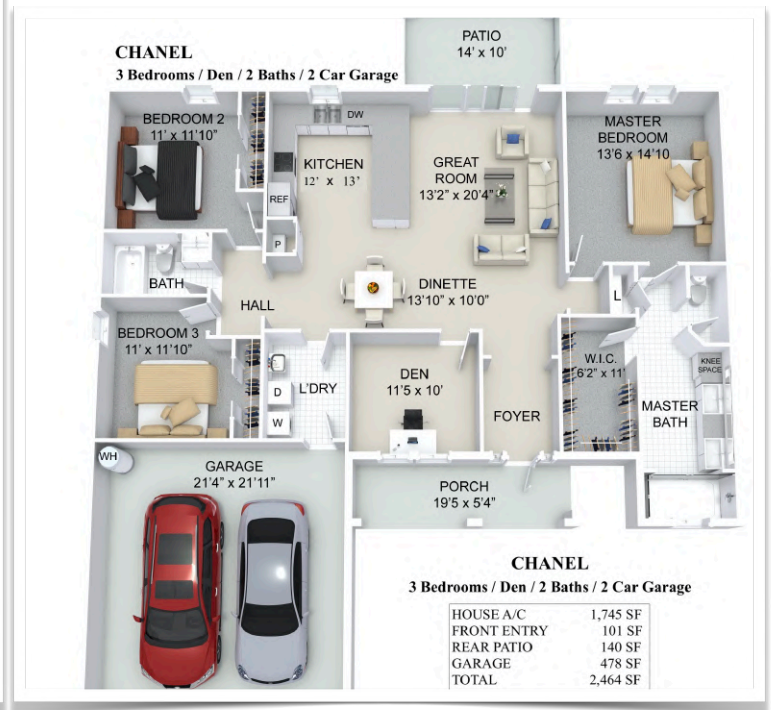 CHANEL
3 Bedrooms / Den / 2 Baths / 2 Car Garage
PATIO
14' x 10'
BEDROOM 2
11' x 11'10"
DW
KITCHEN
12' x 13'
REF
P
GREAT
ROOM
13'2" x 20'4"
MASTER
BEDROOM
13'6 x 14'10
BATH
HALL
DINETTE
13'10" x 10'0"
L
BEDROOM 3
11' x 11'10"
D
W
L'DRY
DEN
11'5 x 10'
FOYER
W.I.C.
6'2" x 11'
KNEE
SPACE
MASTER
BATH
WH
GARAGE
21'4" x 21'11"
PORCH
19'5 x 5'4"
CHANEL
3 Bedrooms / Den / 2 Baths / 2 Car Garage
HOUSE A/C 1,745 SF
FRONT ENTRY 101 SF
REAR PATIO 140 SF
GARAGE 478 SF
TOTAL 2,464 SF